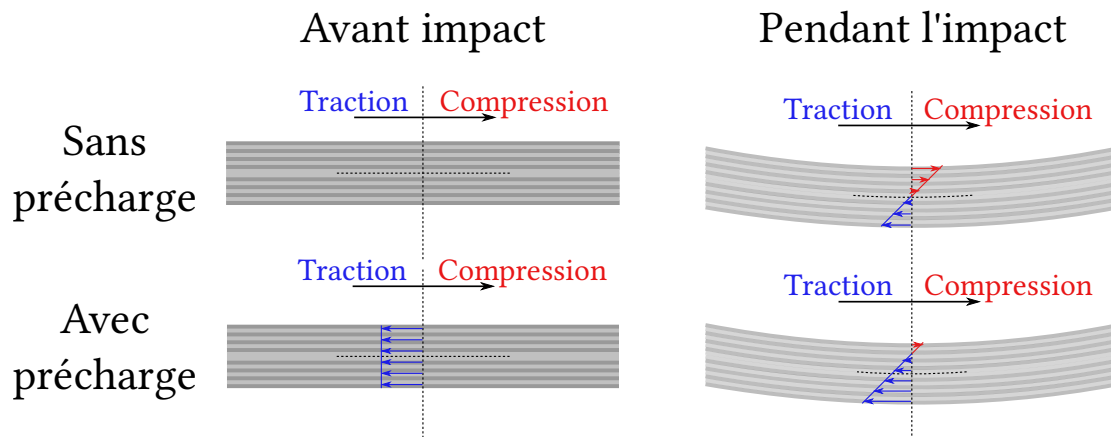 Avant impact
Pendant l'impact
Sans
précharge
Traction Compression
Traction Compression
Avec
précharge
Traction Compression
Traction Compression